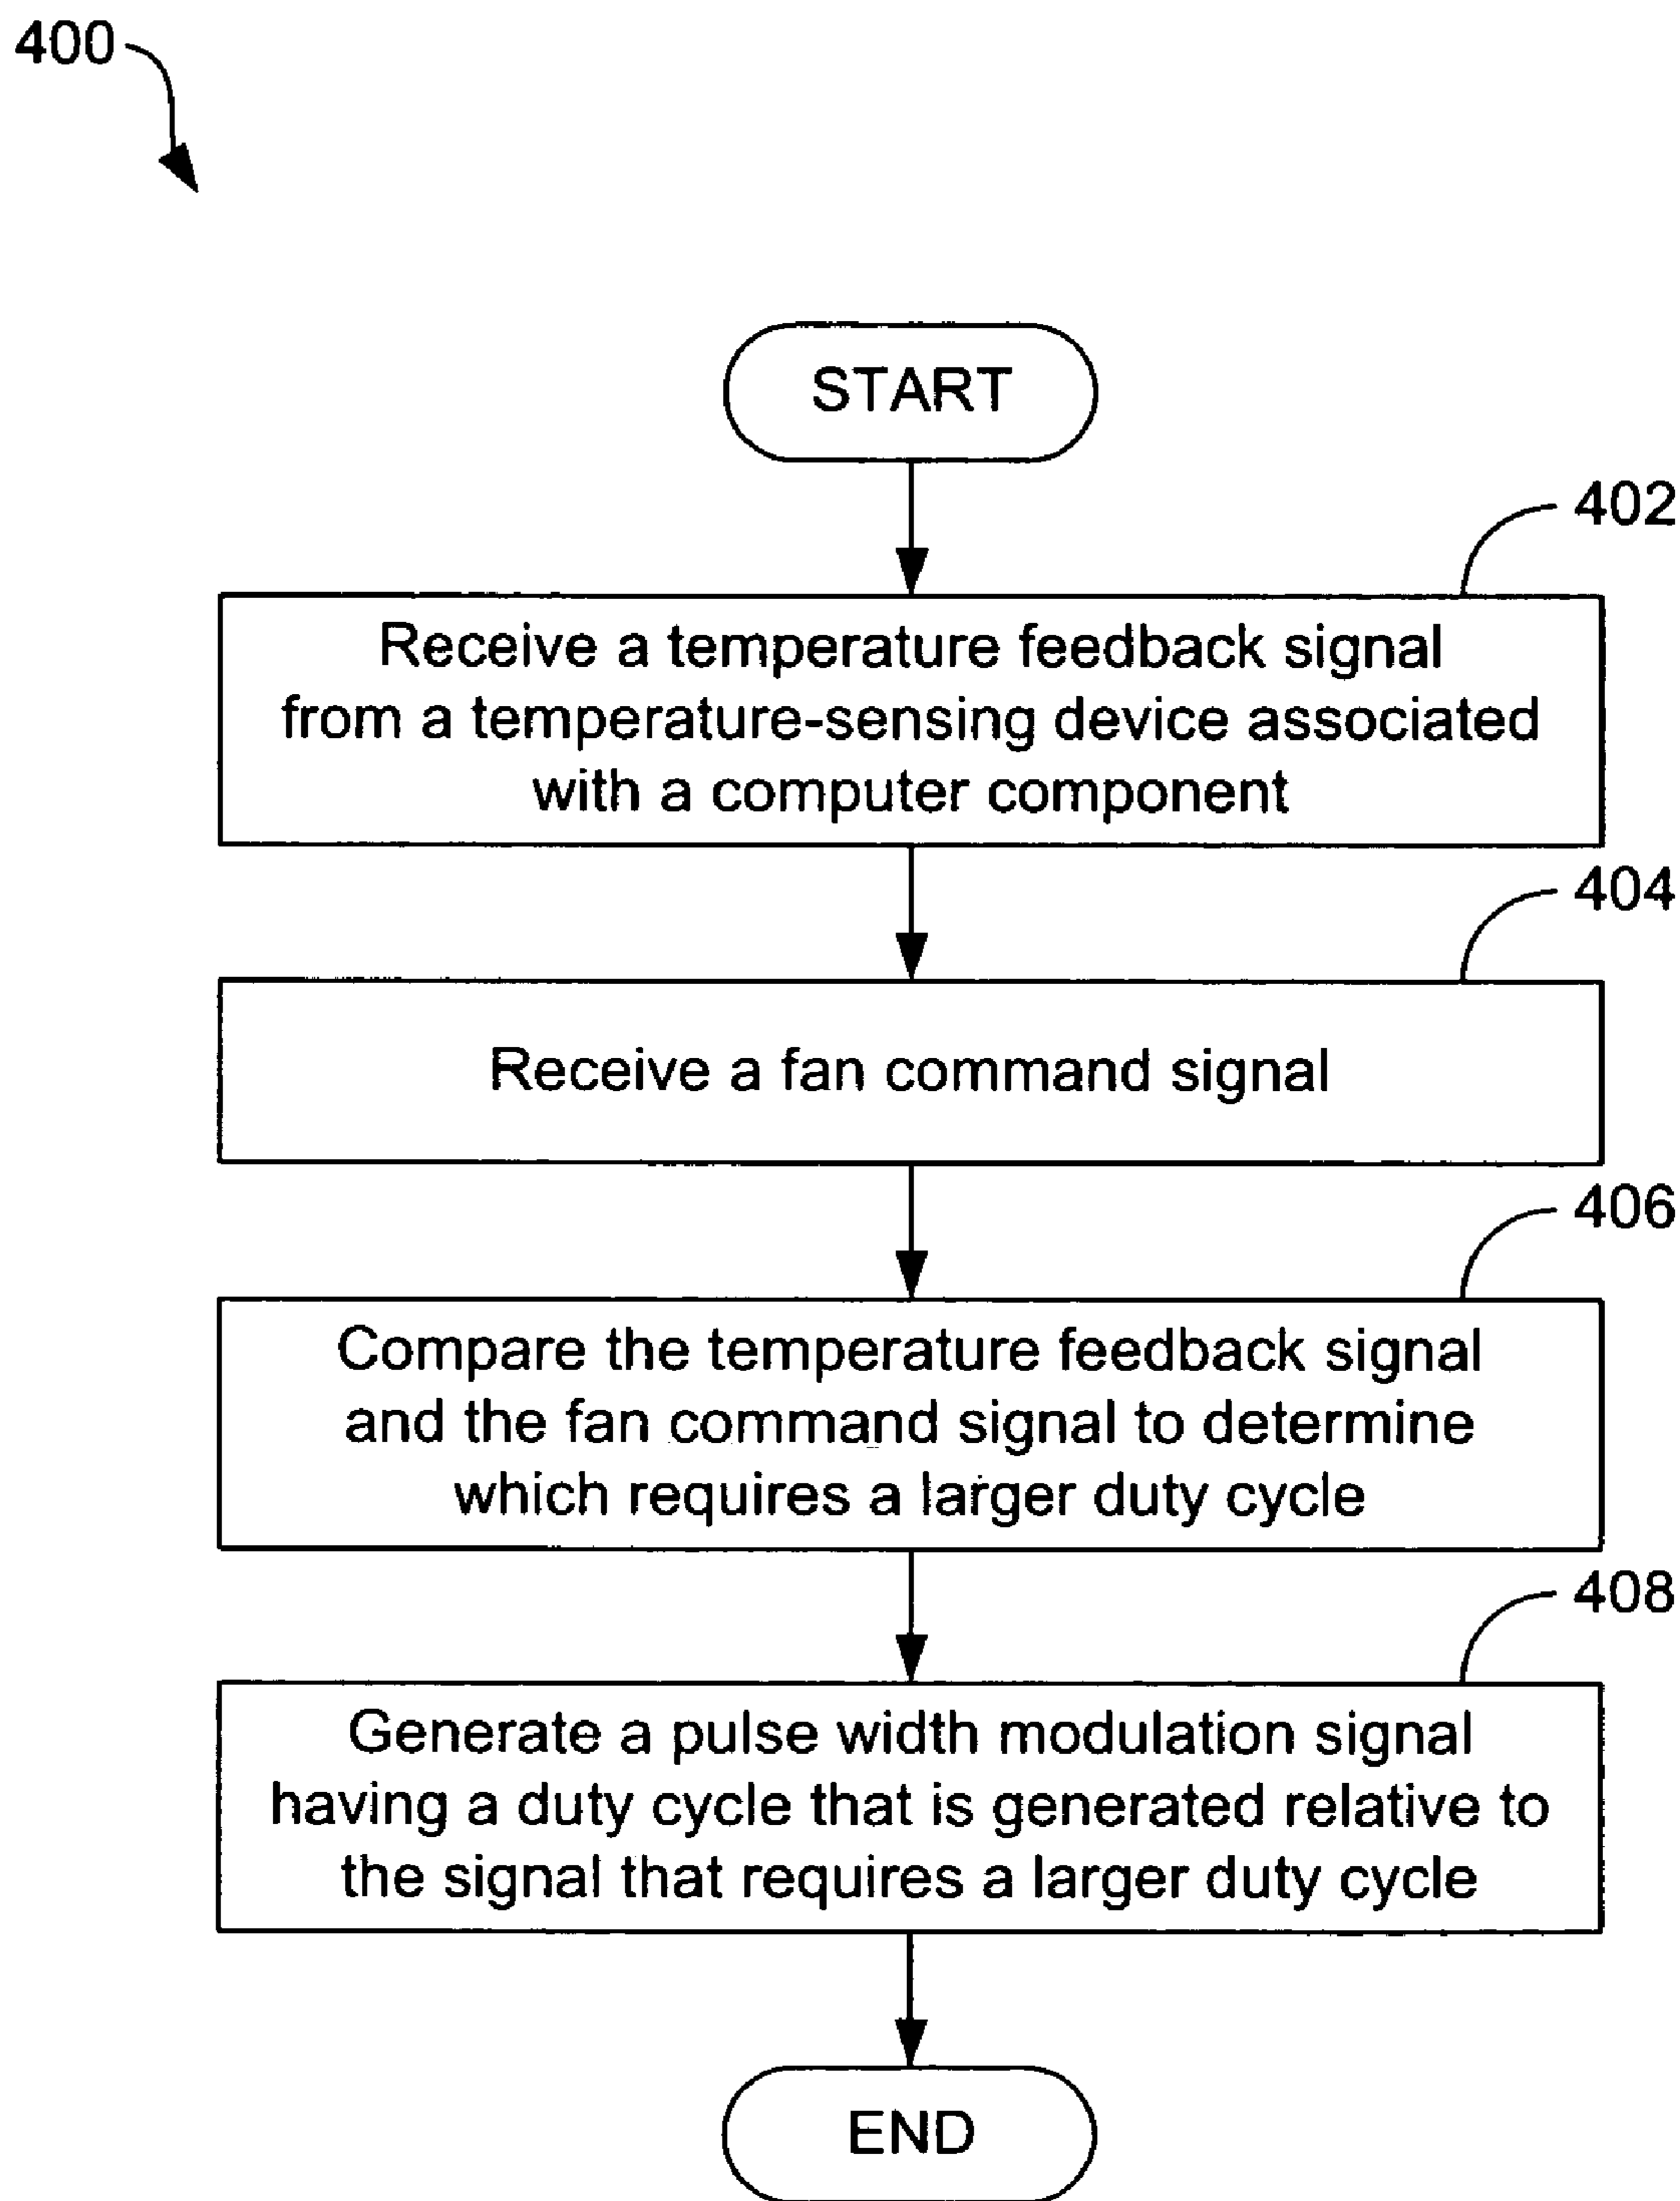 400
START
402
Receive a temperature feedback signal
from a temperature-sensing device associated
with a computer component
404
Receive a fan command signal
406
Compare the temperature feedback signal
and the fan command signal to determine
which requires a larger duty cycle
408
Generate a pulse width modulation signal
having a duty cycle that is generated relative to
the signal that requires a larger duty cycle
END